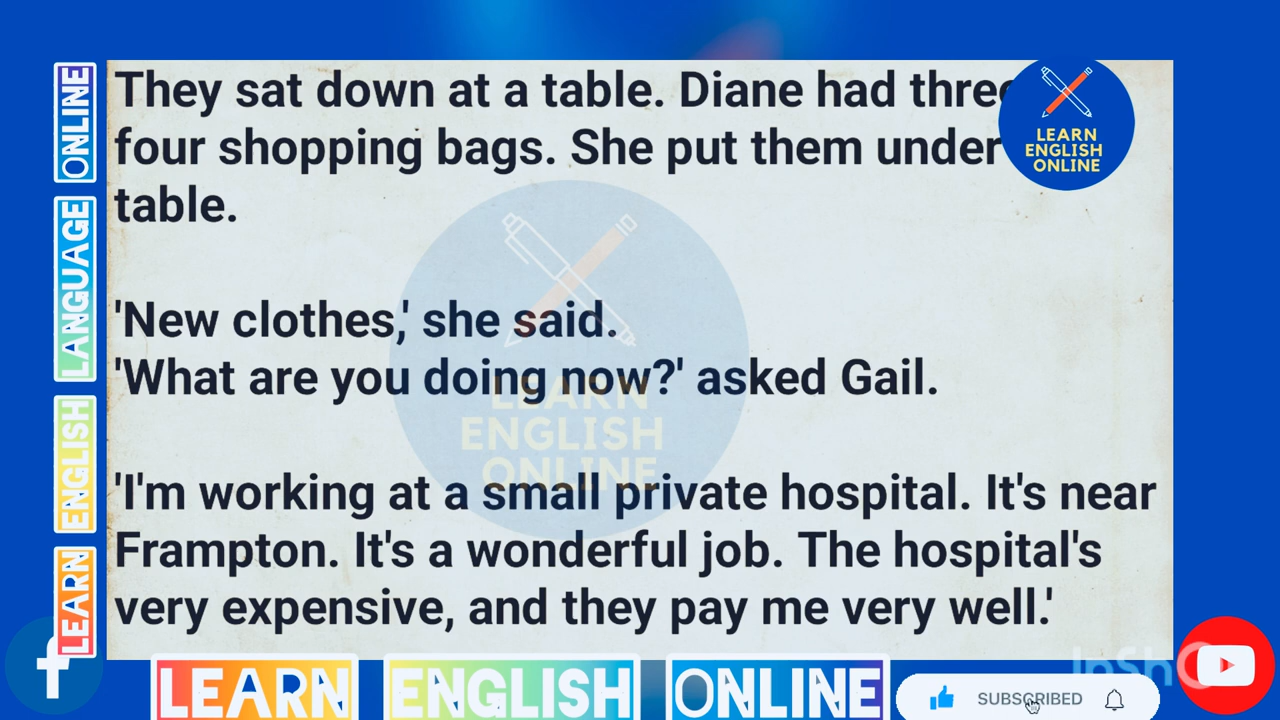 They sat down at a table. Diane had three
four shopping bags. She put them under
table.
'New clothes,' she said.
'What are you doing now?' asked Gail.
'I'm working at a small private hospital. It's near
Frampton. It's a wonderful job. The hospital's
very expensive, and they pay me very well.'
LEARN
ENGLISH
ONLINE
LEARN
ENGLISH
ONLINE
LEARN ENGLISH LANGUAGE ONLINE
LEARN ENGLISH ONLINE
SUBSCRIBED
f